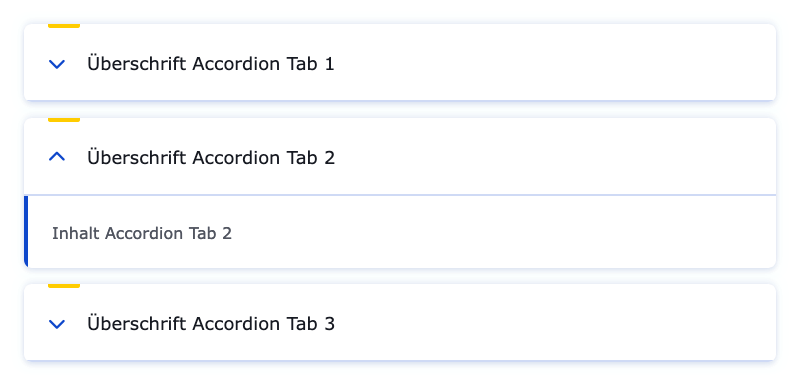 Überschrift Accordion Tab 1
Überschrift Accordion Tab 2
Inhalt Accordion Tab 2
Überschrift Accordion Tab 3